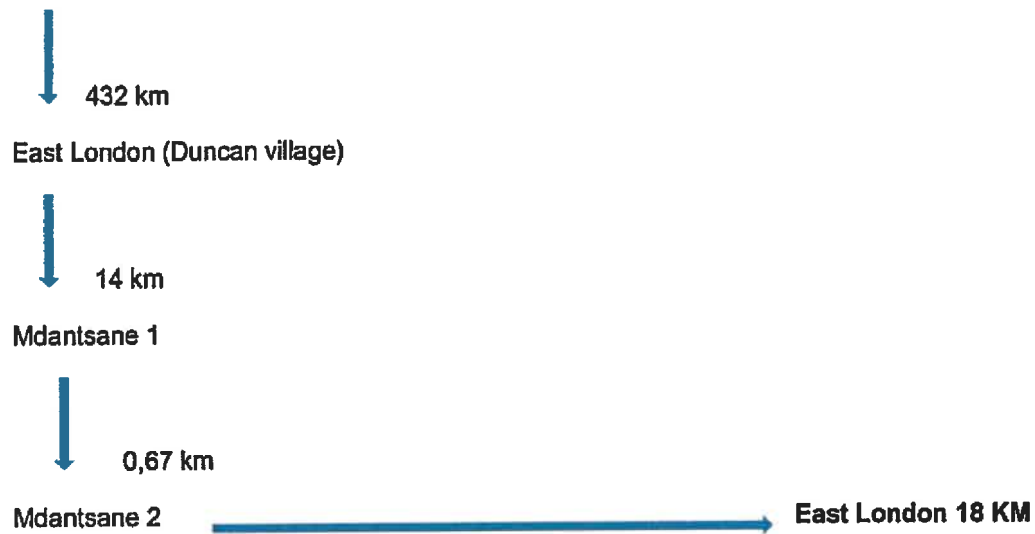 432 km
East London (Duncan village)
14 km
Mdantsane 1
0,67 km
Mdantsane 2 East London 18 KM